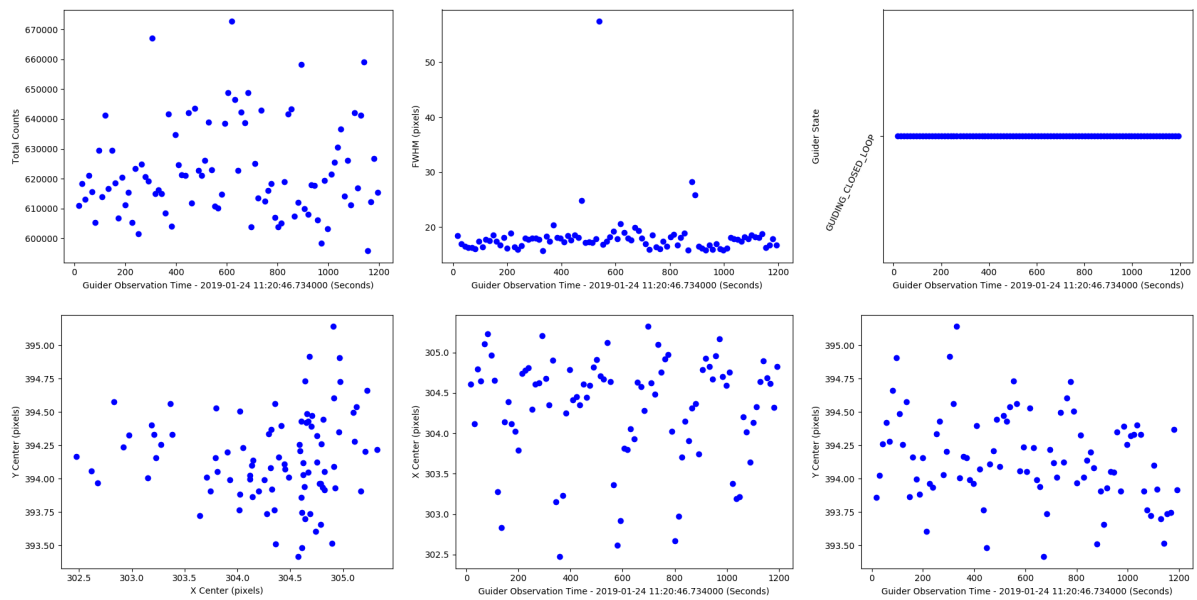 670000
660000
650000
640000
630000
620000
610000
600000
Total Counts
0 200 400 600 800 1000 1200
Guider Observation Time - 2019-01-24 11:20:46.734000 (Seconds)
50
40
30
20
FWHM (pixels)
0 200 400 600 800 1000 1200
Guider Observation Time - 2019-01-24 11:20:46.734000 (Seconds)
Guider State
GUIDING_CLOSED_LOOP
0 200 400 600 800 1000 1200
Guider Observation Time - 2019-01-24 11:20:46.734000 (Seconds)
395.00
394.75
394.50
394.25
394.00
393.75
393.50
Y Center (pixels)
302.5 303.0 303.5 304.0 304.5 305.0
X Center (pixels)
305.0
304.5
304.0
303.5
303.0
302.5
X Center (pixels)
0 200 400 600 800 1000 1200
Guider Observation Time - 2019-01-24 11:20:46.734000 (Seconds)
395.00
394.75
394.50
394.25
394.00
393.75
393.50
Y Center (pixels)
0 200 400 600 800 1000 1200
Guider Observation Time - 2019-01-24 11:20:46.734000 (Seconds)